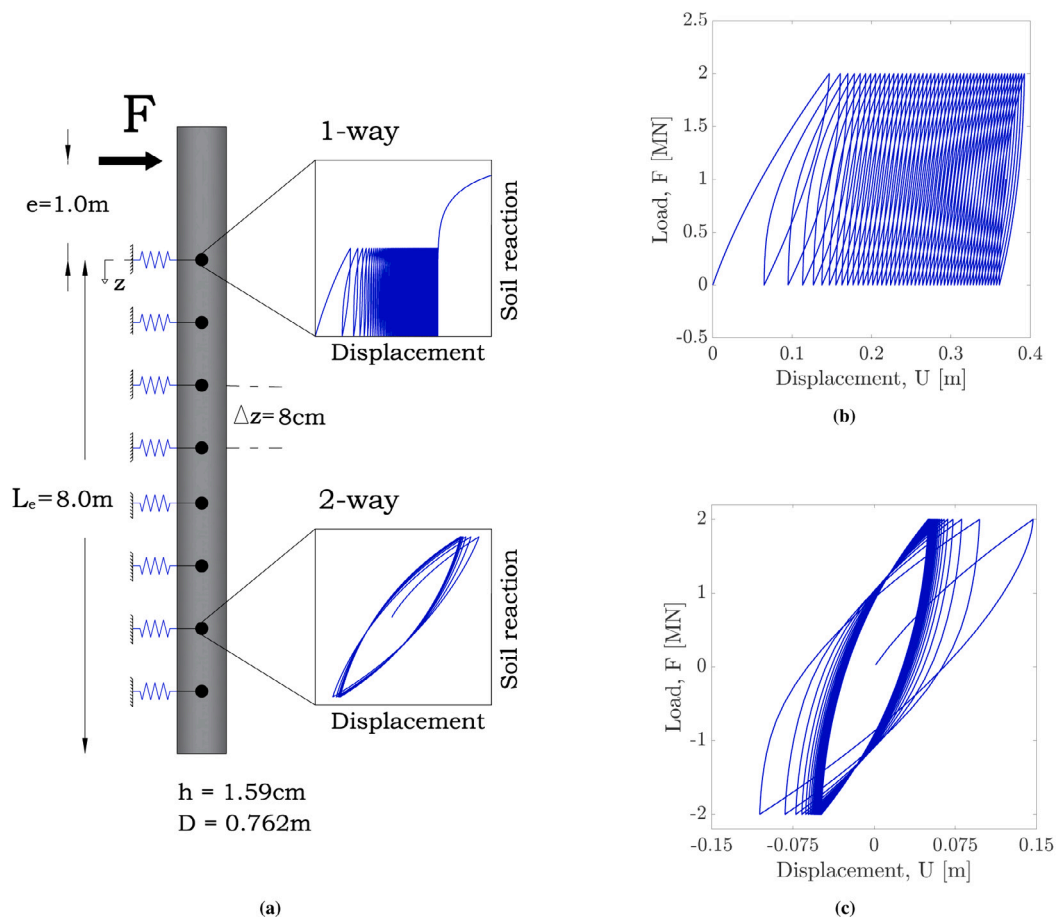 F
e=1.0m
z
1-way
Soil reaction
Displacement
Δz=8cm
Lₑ=8.0m
2-way
Soil reaction
Displacement
h = 1.59cm
D = 0.762m
(a)
2.5
2
1.5
1
0.5
0
-0.5
Load, F [MN]
0 0.1 0.2 0.3 0.4
Displacement, U [m]
(b)
2
1
0
-1
-2
Load, F [MN]
-0.15 -0.075 0 0.075 0.15
Displacement, U [m]
(c)